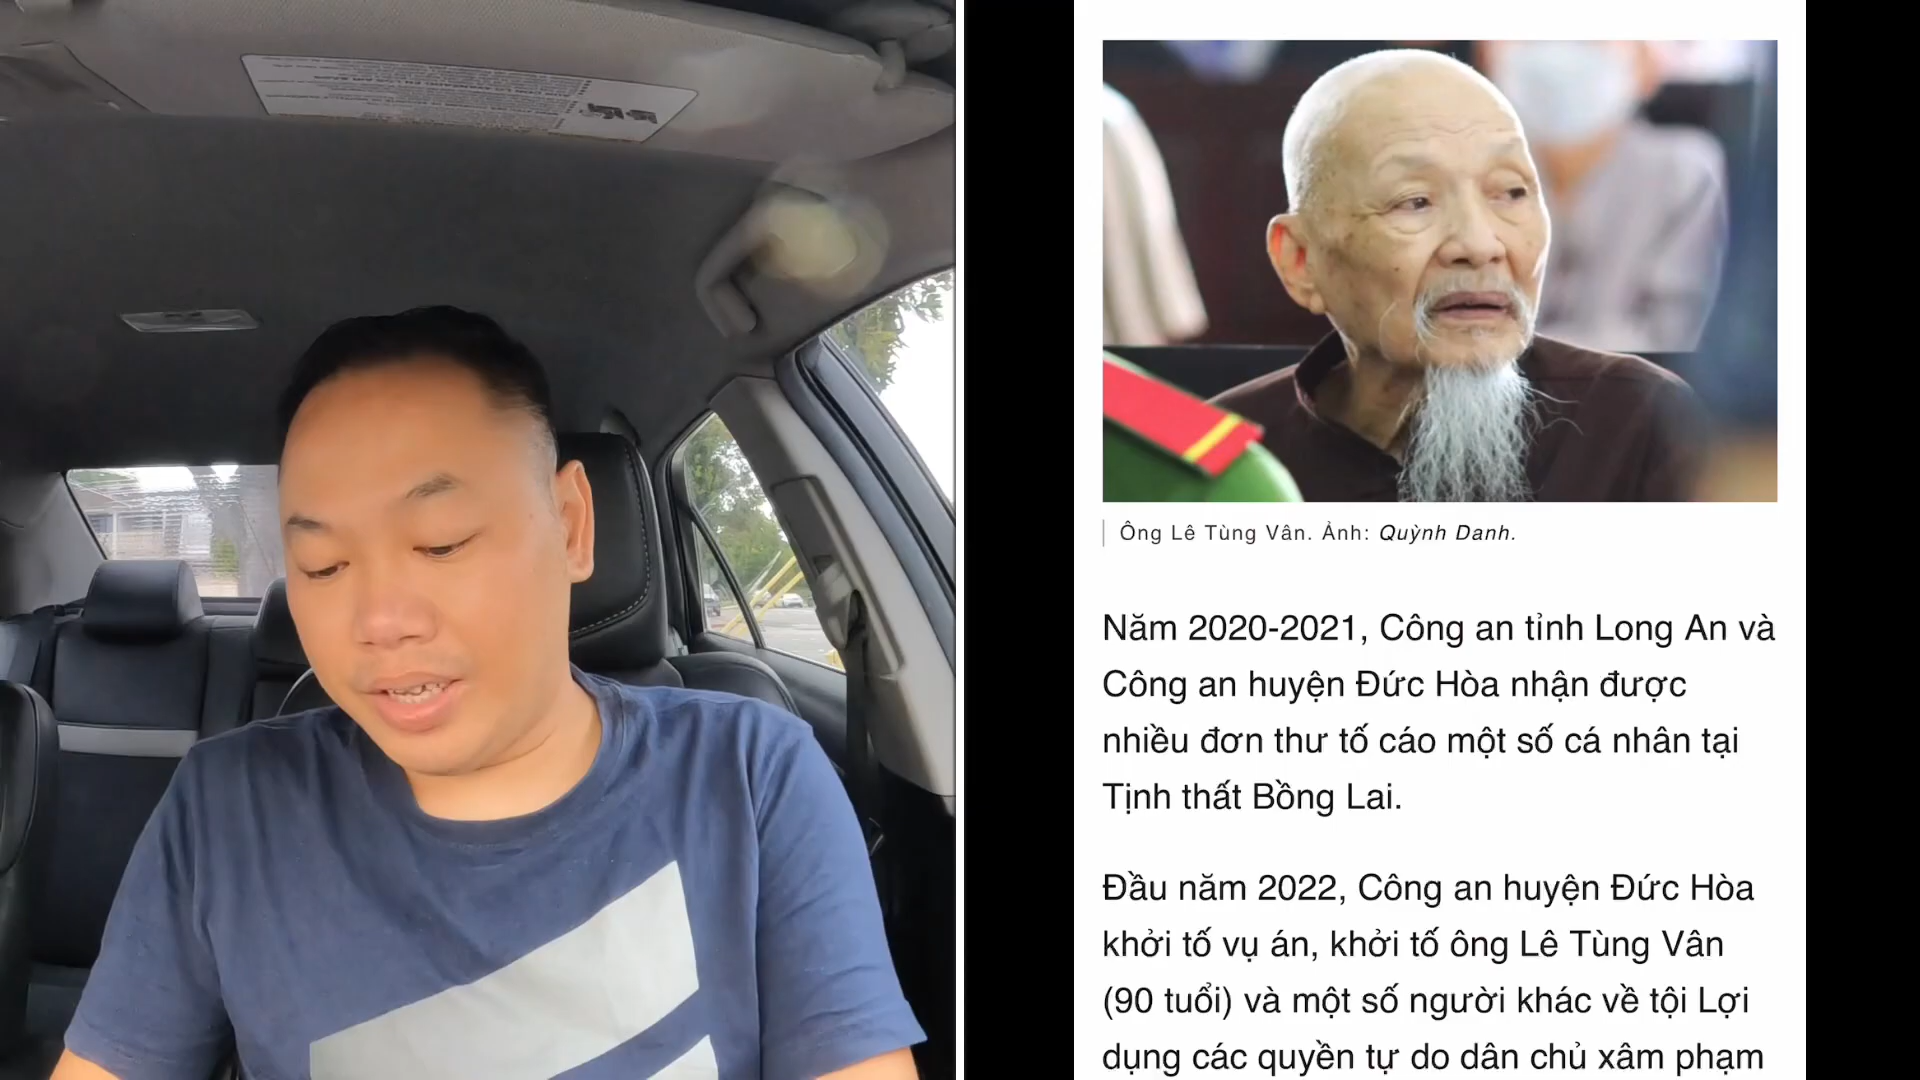 Ông Lê Tùng Vân. Ảnh: Quỳnh Danh.
Năm 2020-2021, Công an tỉnh Long An và
Công an huyện Đức Hòa nhận được
nhiều đơn thư tố cáo một số cá nhân tại
Tịnh thất Bồng Lai.
Đầu năm 2022, Công an huyện Đức Hòa
khởi tố vụ án, khởi tố ông Lê Tùng Vân
(90 tuổi) và một số người khác về tội Lợi
dụng các quyền tự do dân chủ xâm phạm